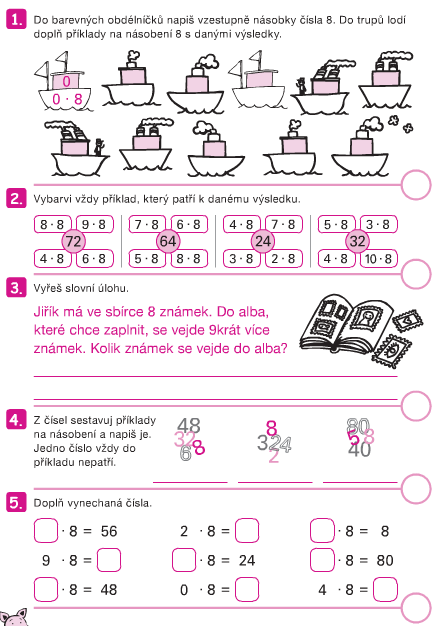 1. Do barevných obdélníčků napiš vzestupně násobky čísla 8. Do trupů lodí
doplň příklady na násobení 8 s danými výsledky.
0
0 · 8
2. Vybarvi vždy příklad, který patří k danému výsledku.
8 · 8 9 · 8 7 · 8 6 · 8 4 · 8 7 · 8 5 · 8 3 · 8
72 64 24 32
4 · 8 6 · 8 5 · 8 8 · 8 3 · 8 2 · 8 4 · 8 10 · 8
3. Vyřeš slovní úlohu.
Jiřík má ve sbírce 8 známek. Do alba,
které chce zaplnit, se vejde 9krát více
známek. Kolik známek se vejde do alba?
4. Z čísel sestavuj příklady
na násobení a napiš je.
Jedno číslo vždy do
příkladu nepatří.
48 8 80
32 8 3 24 5 8
6 2 40
5. Doplň vynechaná čísla.
· 8 = 56 2 · 8 = · 8 = 8
9 · 8 = · 8 = 24 · 8 = 80
· 8 = 48 0 · 8 = 4 · 8 =